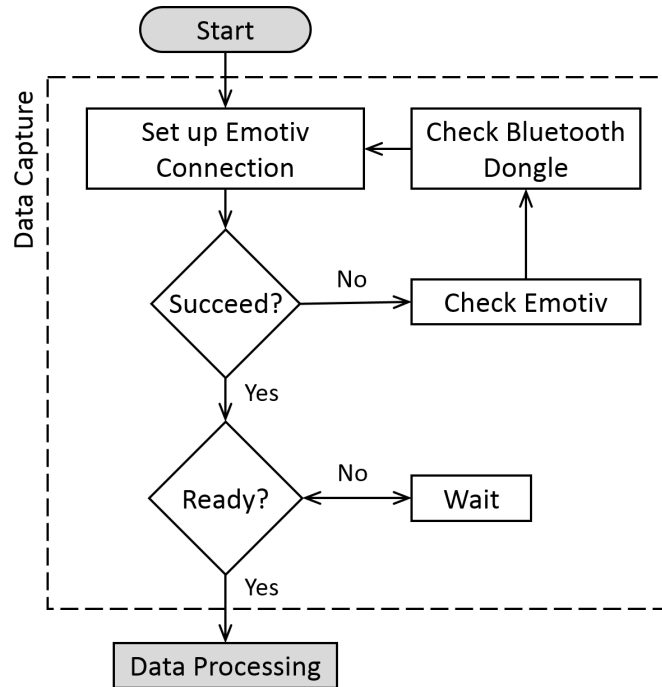 Start
Data Capture
Set up Emotiv
Connection
Check Bluetooth
Dongle
Succeed?
No
Check Emotiv
Yes
Ready?
No
Wait
Yes
Data Processing